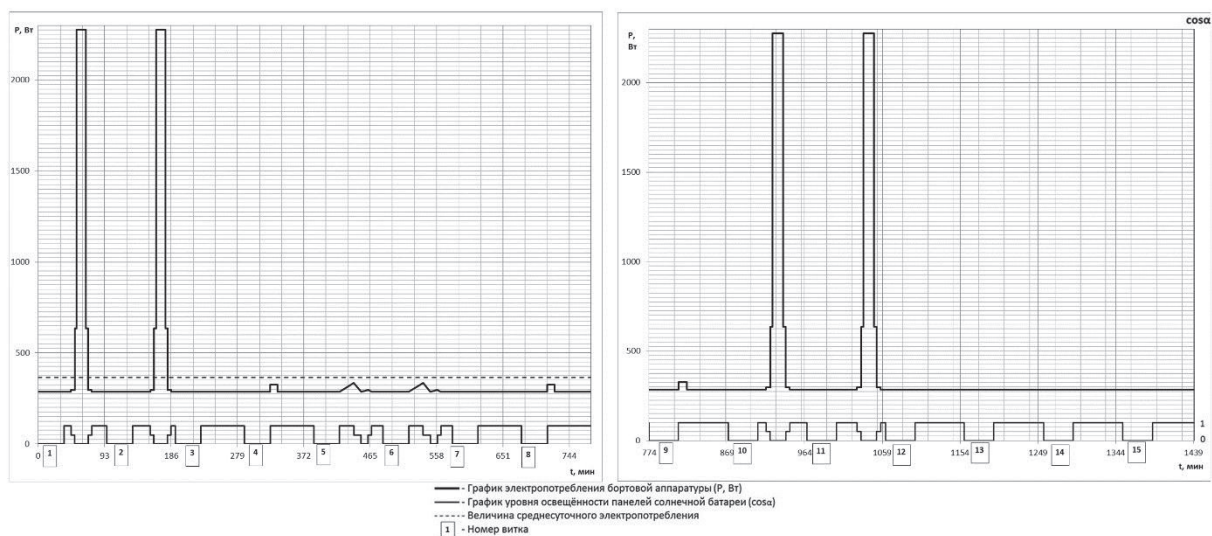 P, Вт
2000
1500
1000
500
0
1 2 3 4 5 6 7 8
0 93 186 279 372 465 558 651 744
t, мин
cosα
P,
Вт
2000
1500
1000
500
0
1
0
9 10 11 12 13 14 15
774 869 964 1059 1154 1249 1344 1439
t, мин
- График электропотребления бортовой аппаратуры (P, Вт)
- График уровня освещённости панелей солнечной батареи (cosα)
- Величина среднесуточного электропотребления
1 - Номер витка